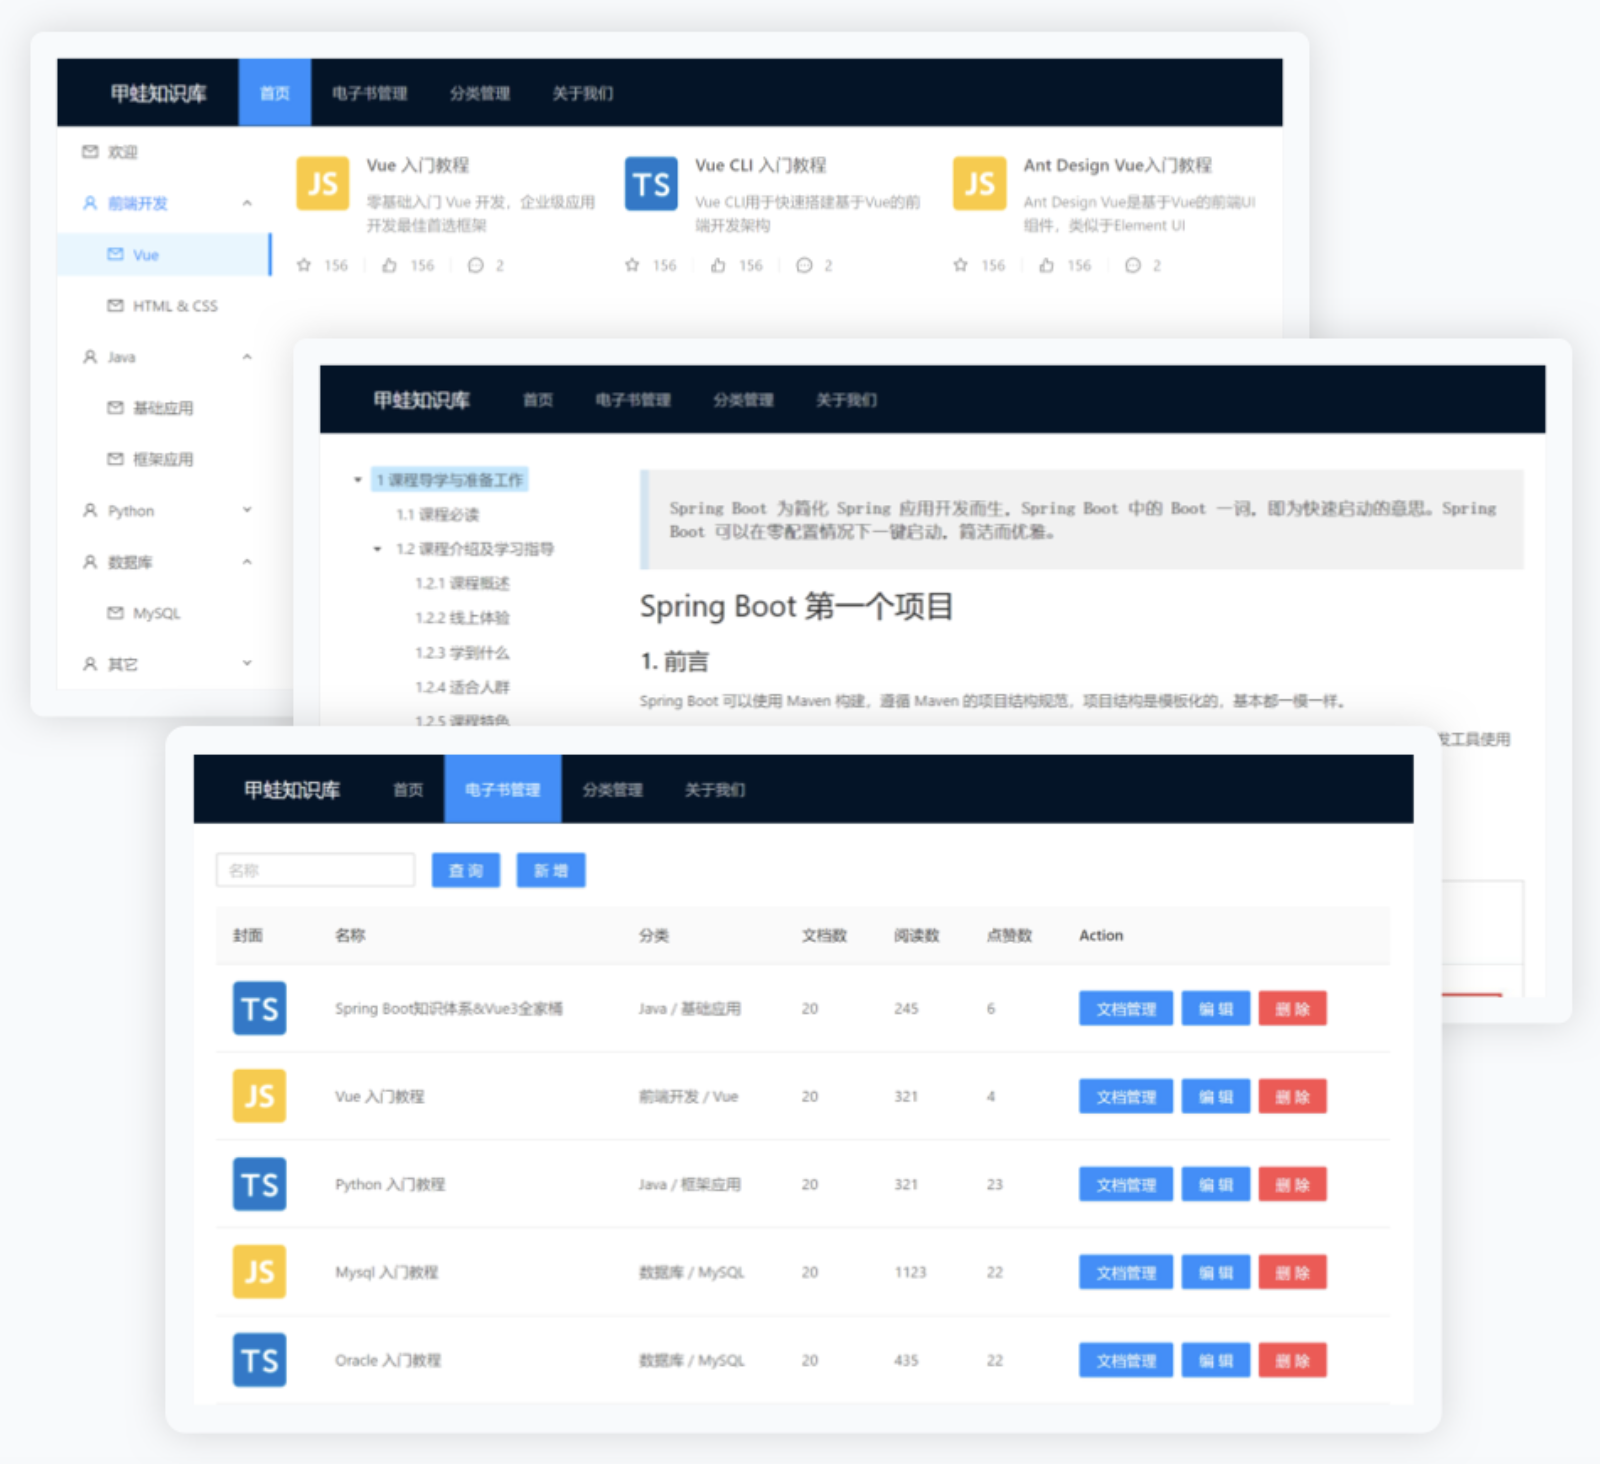 甲蛙知识库 首页 电子书管理 分类管理 关于我们
欢迎
前端开发
Vue
HTML & CSS
Java
基础应用
框架应用
Python
数据库
MySQL
其它
JS
Vue 入门教程
零基础入门 Vue 开发，企业级应用
开发最佳首选框架
156 156 2
TS
Vue CLI 入门教程
Vue CLI用于快速搭建基于Vue的前
端开发架构
156 156 2
JS
Ant Design Vue入门教程
Ant Design Vue是基于Vue的前端UI
组件，类似于Element UI
156 156 2
甲蛙知识库 首页 电子书管理 分类管理 关于我们
1 课程导学与准备工作
1.1 课程必读
1.2 课程介绍及学习指导
1.2.1 课程概述
1.2.2 线上体验
1.2.3 学到什么
1.2.4 适合人群
1.2.5 课程特色
Spring Boot 为简化 Spring 应用开发而生，Spring Boot 中的 Boot 一词，即为快速启动的意思。Spring
Boot 可以在零配置情况下一键启动，简洁而优雅。
Spring Boot 第一个项目
1. 前言
Spring Boot 可以使用 Maven 构建，遵循 Maven 的项目结构规范，项目结构是模板化的，基本都一模一样。
发工具使用
甲蛙知识库 首页 电子书管理 分类管理 关于我们
名称 查 询 新 增
封面 名称 分类 文档数 阅读数 点赞数 Action
TS Spring Boot知识体系&Vue3全家桶 Java / 基础应用 20 245 6 文档管理 编 辑 删 除
JS Vue 入门教程 前端开发 / Vue 20 321 4 文档管理 编 辑 删 除
TS Python 入门教程 Java / 框架应用 20 321 23 文档管理 编 辑 删 除
JS Mysql 入门教程 数据库 / MySQL 20 1123 22 文档管理 编 辑 删 除
TS Oracle 入门教程 数据库 / MySQL 20 435 22 文档管理 编 辑 删 除